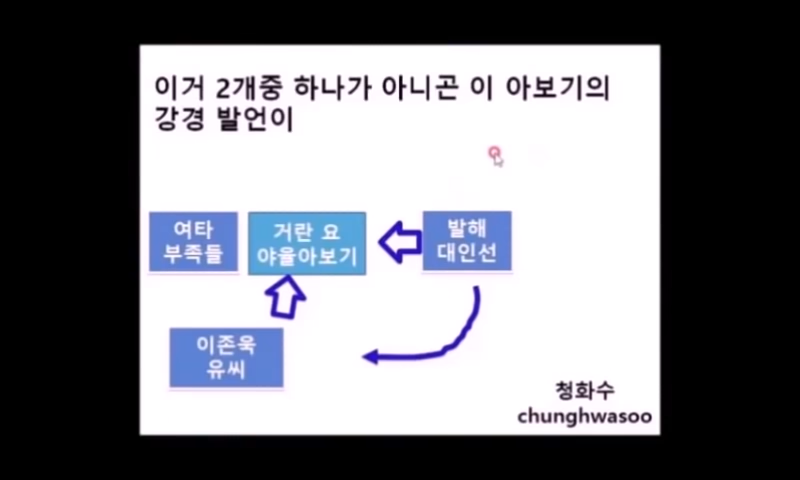 이거 2개중 하나가 아니곤 이 아보기의
강경 발언이
여타
부족들
거란 요
야율아보기
발해
대인선
이존욱
유씨
청화수
chunghwasoo